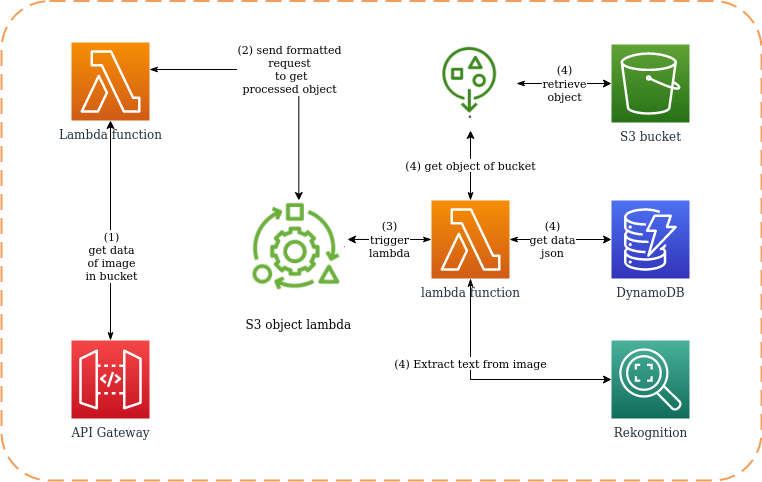 (2) send formatted
request
to get
processed object
(4)
retrieve
object
Lambda function
S3 bucket
(4) get object of bucket
(1)
get data
of image
in bucket
(3)
trigger
lambda
(4)
get data
json
lambda function
DynamoDB
S3 object lambda
(4) Extract text from image
</>
API Gateway
Rekognition